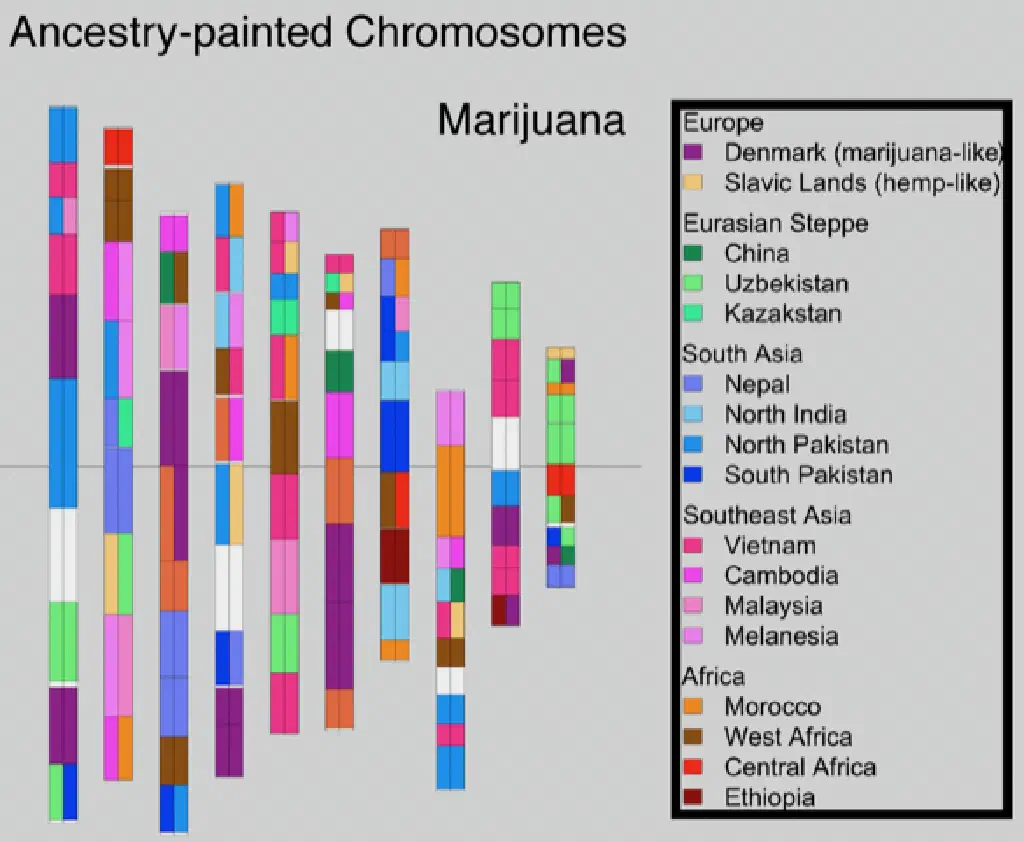 Ancestry-painted Chromosomes
Marijuana
Europe
Denmark (marijuana-like)
Slavic Lands (hemp-like)
Eurasian Steppe
China
Uzbekistan
Kazakstan
South Asia
Nepal
North India
North Pakistan
South Pakistan
Southeast Asia
Vietnam
Cambodia
Malaysia
Melanesia
Africa
Morocco
West Africa
Central Africa
Ethiopia